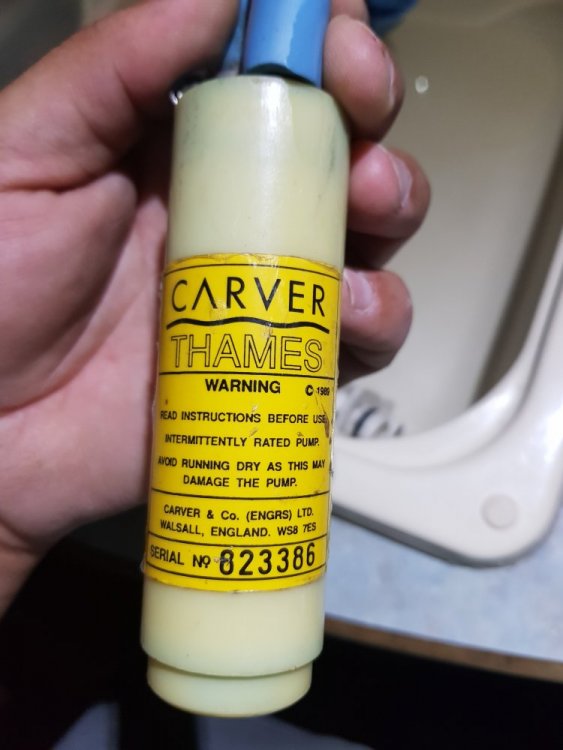 CARVER
THAMES
WARNING © 1989
READ INSTRUCTIONS BEFORE USE
INTERMITTENTLY RATED PUMP.
AVOID RUNNING DRY AS THIS MAY
DAMAGE THE PUMP.
CARVER & Co. (ENGRS) LTD.
WALSALL, ENGLAND. WS8 7ES
SERIAL Nº 823386